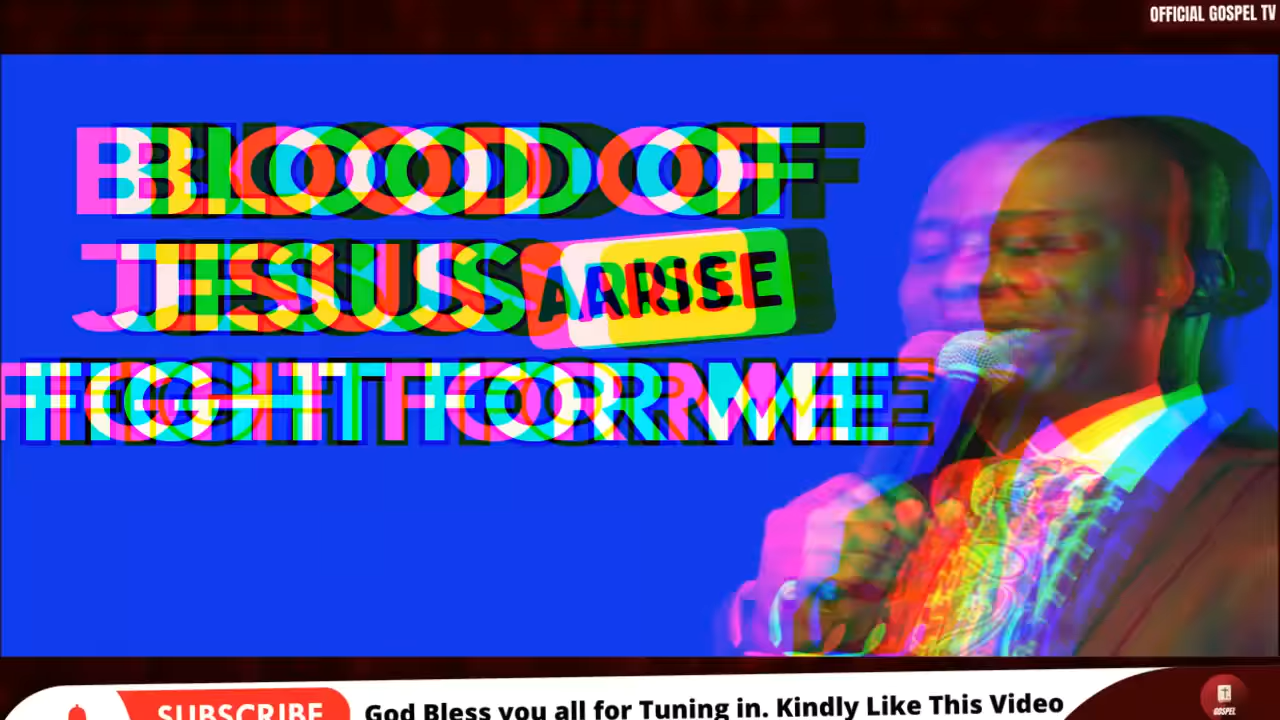 OFFICIAL GOSPEL TV
BLOOD OF
JESUS ARISE
FIGHT FOR ME
SUBSCRIBE God Bless you all for Tuning in. Kindly Like This Video
GOSPEL